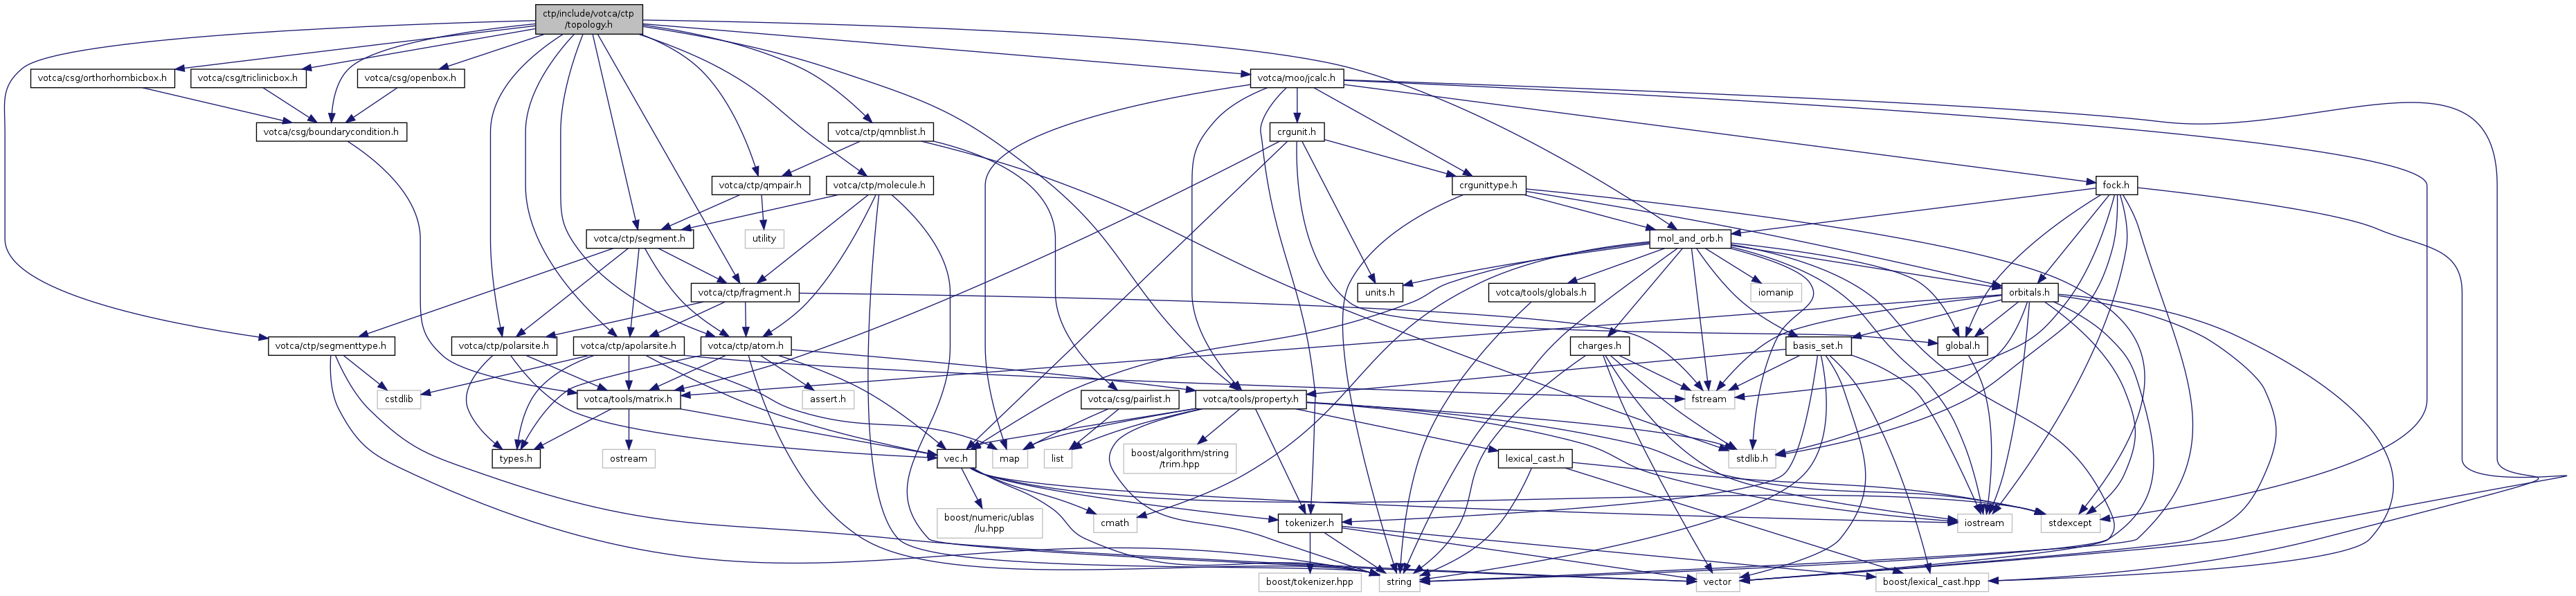 ctp/include/votca/ctp
/topology.h
votca/csg/orthorhombicbox.h
votca/csg/triclinicbox.h
votca/csg/openbox.h
votca/moo/jcalc.h
votca/csg/boundarycondition.h
votca/ctp/qmnblist.h
crgunit.h
votca/ctp/qmpair.h
votca/ctp/molecule.h
crgunittype.h
fock.h
votca/ctp/segment.h
utility
mol_and_orb.h
votca/ctp/fragment.h
units.h
votca/tools/globals.h
iomanip
orbitals.h
votca/ctp/segmenttype.h
votca/ctp/polarsite.h
votca/ctp/apolarsite.h
votca/ctp/atom.h
charges.h
basis_set.h
global.h
cstdlib
votca/tools/matrix.h
assert.h
votca/csg/pairlist.h
votca/tools/property.h
fstream
types.h
ostream
vec.h
map
list
boost/algorithm/string
/trim.hpp
lexical_cast.h
stdlib.h
boost/numeric/ublas
/lu.hpp
cmath
tokenizer.h
iostream
stdexcept
boost/tokenizer.hpp
string
vector
boost/lexical_cast.hpp